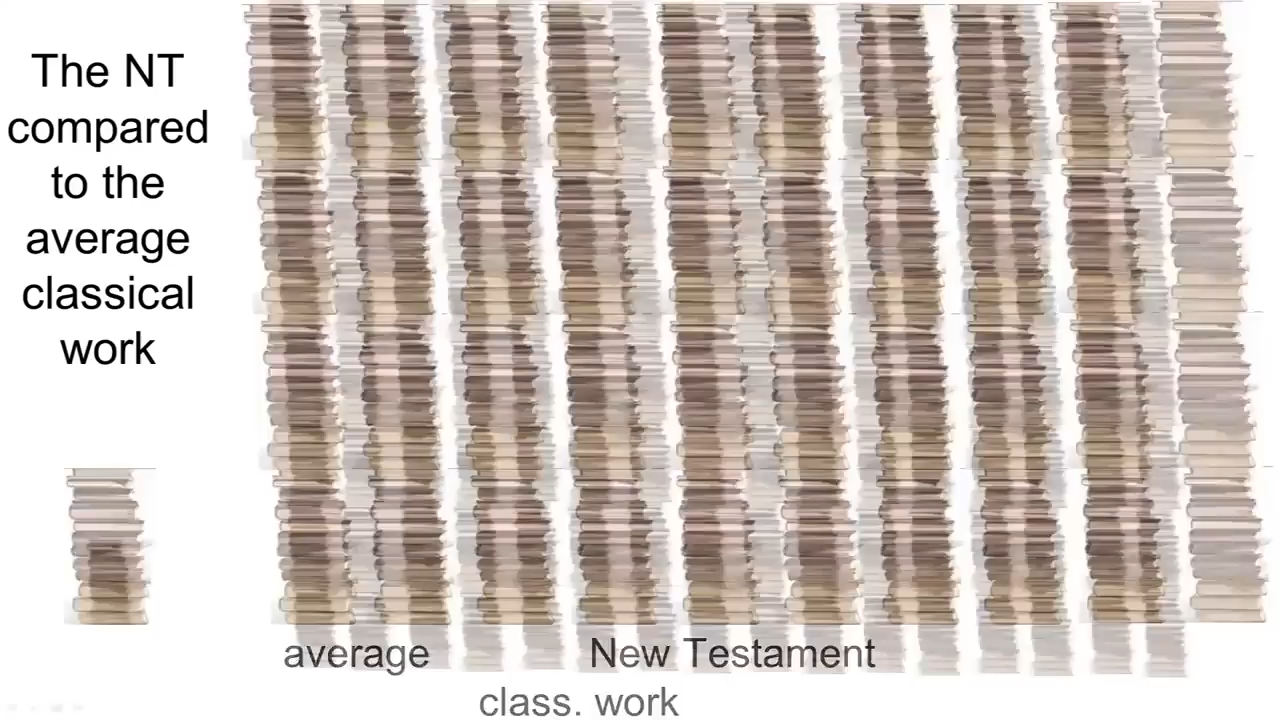 The NT
compared
to the
average
classical
work
average
New Testament
class. work